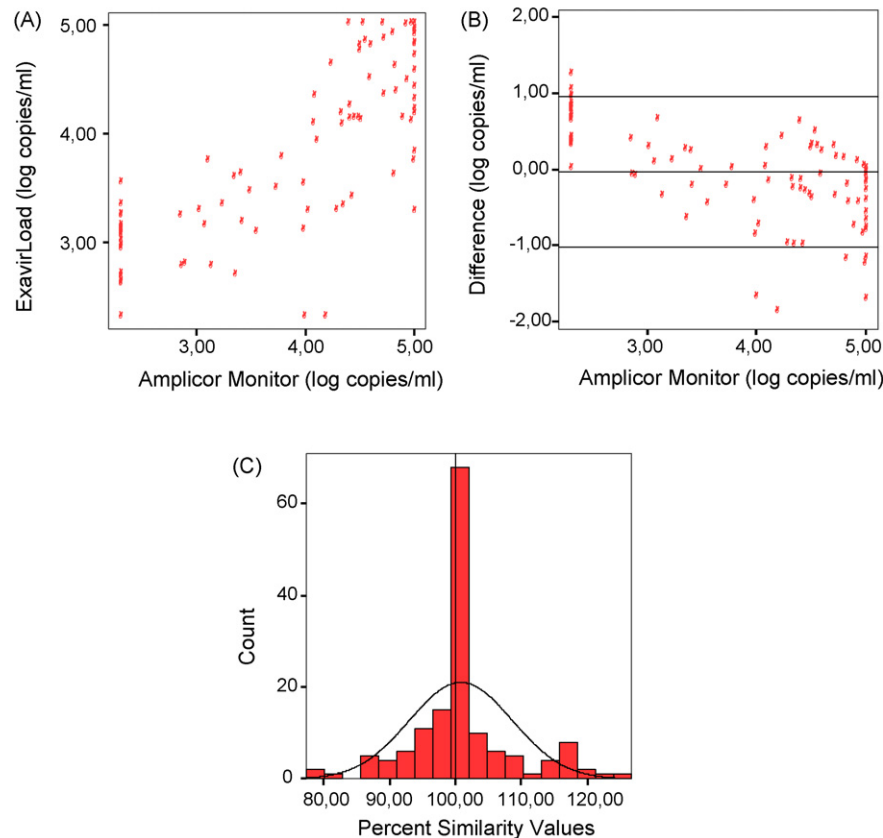 (A)
5,00
4,00
3,00
ExavirLoad (log copies/ml)
3,00 4,00 5,00
Amplicor Monitor (log copies/ml)
(B)
2,00
1,00
0,00
-1,00
-2,00
Difference (log copies/ml)
3,00 4,00 5,00
Amplicor Monitor (log copies/ml)
(C)
60
40
20
0
Count
80,00 90,00 100,00 110,00 120,00
Percent Similarity Values